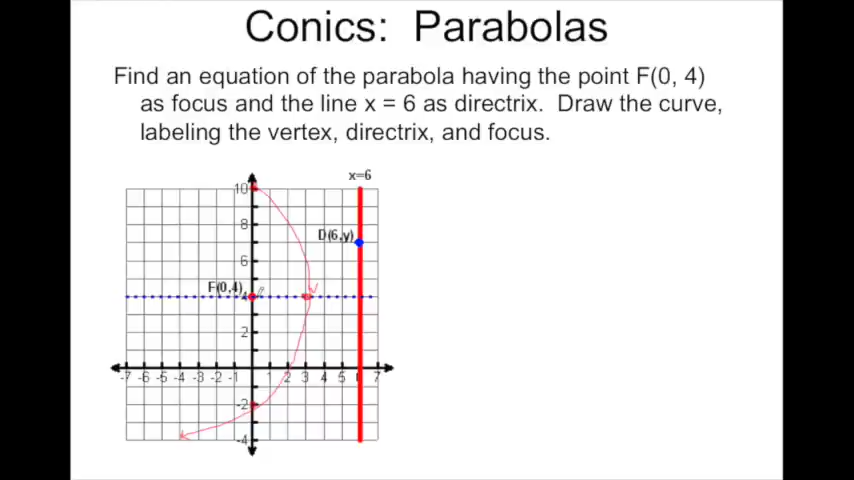 Conics: Parabolas
Find an equation of the parabola having the point F(0, 4)
as focus and the line x = 6 as directrix. Draw the curve,
labeling the vertex, directrix, and focus.
x=6
10
8
D(6,y)
6
F(0,4)
4
V
2
-7 -6 -5 -4 -3 -2 -1 1 2 3 4 5 6 7
-2
-4